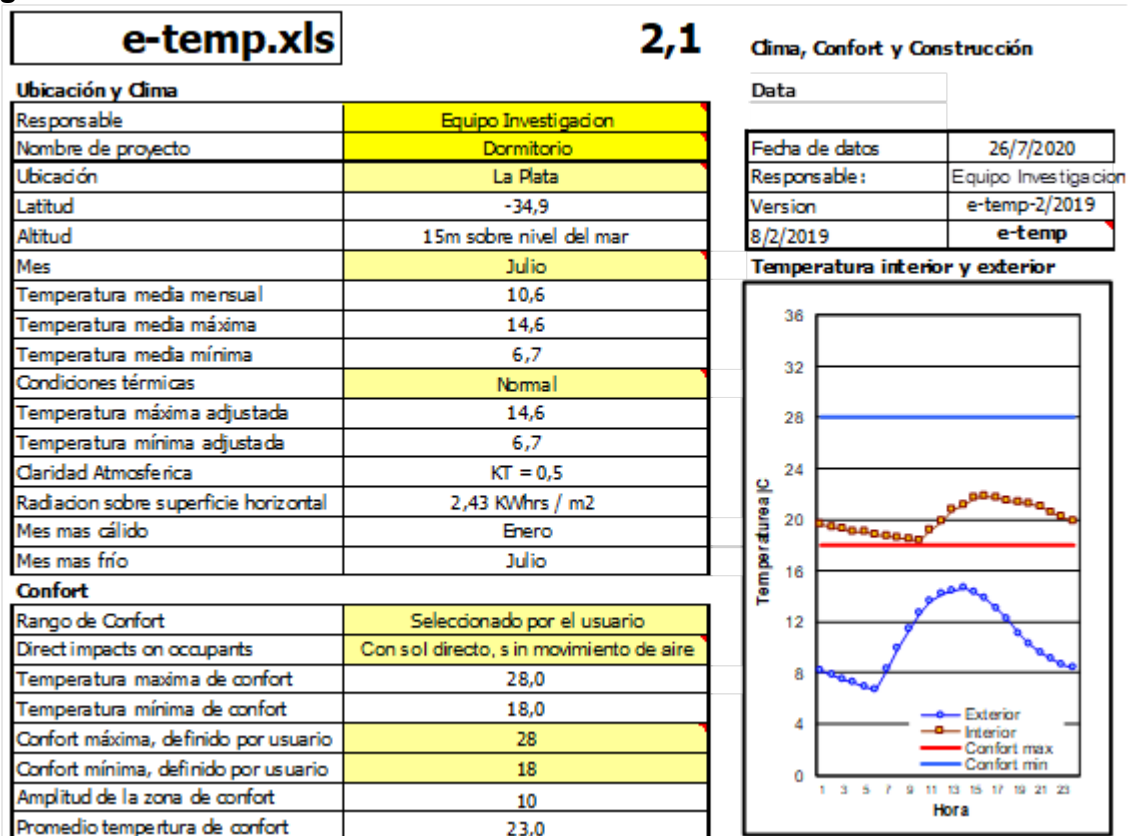 e-temp.xls 2,1 Clima, Confort y Construcción
Ubicación y Clima
Responsable Equipo Investigacion
Nombre de proyecto Dormitorio
Ubicación La Plata
Latitud -34,9
Altitud 15m sobre nivel del mar
Mes Julio
Temperatura media mensual 10,6
Temperatura media máxima 14,6
Temperatura media mínima 6,7
Condiciones térmicas Normal
Temperatura máxima adjustada 14,6
Temperatura mínima adjustada 6,7
Claridad Atmosferica KT = 0,5
Radiacion sobre superficie horizontal 2,43 KWhrs / m2
Mes mas cálido Enero
Mes mas frío Julio
Confort
Rango de Confort Seleccionado por el usuario
Direct impacts on occupants Con sol directo, sin movimiento de aire
Temperatura maxima de confort 28,0
Temperatura mínima de confort 18,0
Confort máxima, definido por usuario 28
Confort mínima, definido por usuario 18
Amplitud de la zona de confort 10
Promedio tempertura de confort 23,0
Data
Fecha de datos 26/7/2020
Responsable: Equipo Investigacion
Version e-temp-2/2019
8/2/2019 e-temp
Temperatura interior y exterior
36
32
28
24
20
16
12
8
4
0
Temperaturea |C
Exterior
Interior
Confort max
Confort min
1 3 5 7 9 11 13 15 17 19 21 23
Hora